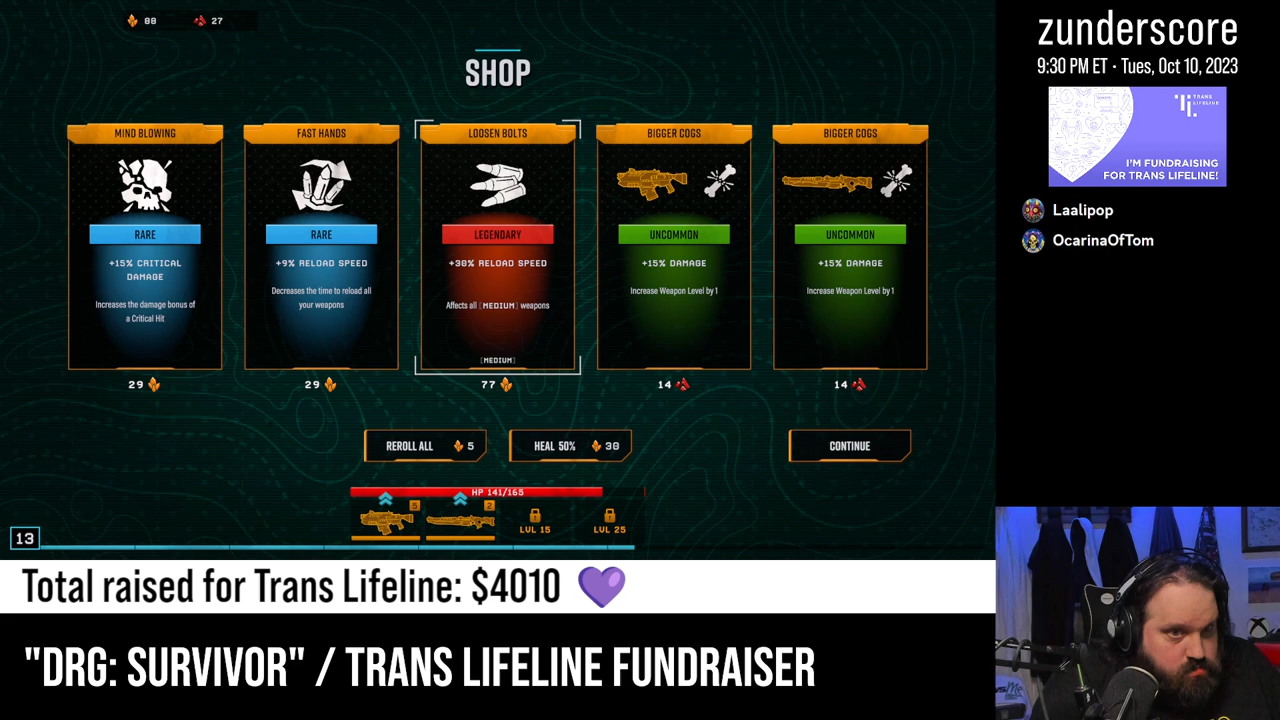 88
27
SHOP
MIND BLOWING
RARE
+15% CRITICAL
DAMAGE
Increases the damage bonus of
a Critical Hit
29
FAST HANDS
RARE
+9% RELOAD SPEED
Decreases the time to reload all
your weapons
29
LOOSEN BOLTS
LEGENDARY
+30% RELOAD SPEED
Affects all [MEDIUM] weapons
[MEDIUM]
77
BIGGER COGS
UNCOMMON
+15% DAMAGE
Increase Weapon Level by 1
14
BIGGER COGS
UNCOMMON
+15% DAMAGE
Increase Weapon Level by 1
14
REROLL ALL 5
HEAL 50% 30
CONTINUE
HP 141/165
5
2
LVL 15
LVL 25
13
Total raised for Trans Lifeline: $4010 💜
"DRG: SURVIVOR" / TRANS LIFELINE FUNDRAISER
zunderscore
9:30 PM ET · Tues, Oct 10, 2023
TRANS
LIFELINE
I'M FUNDRAISING
FOR TRANS LIFELINE!
Laalipop
OcarinaOfTom